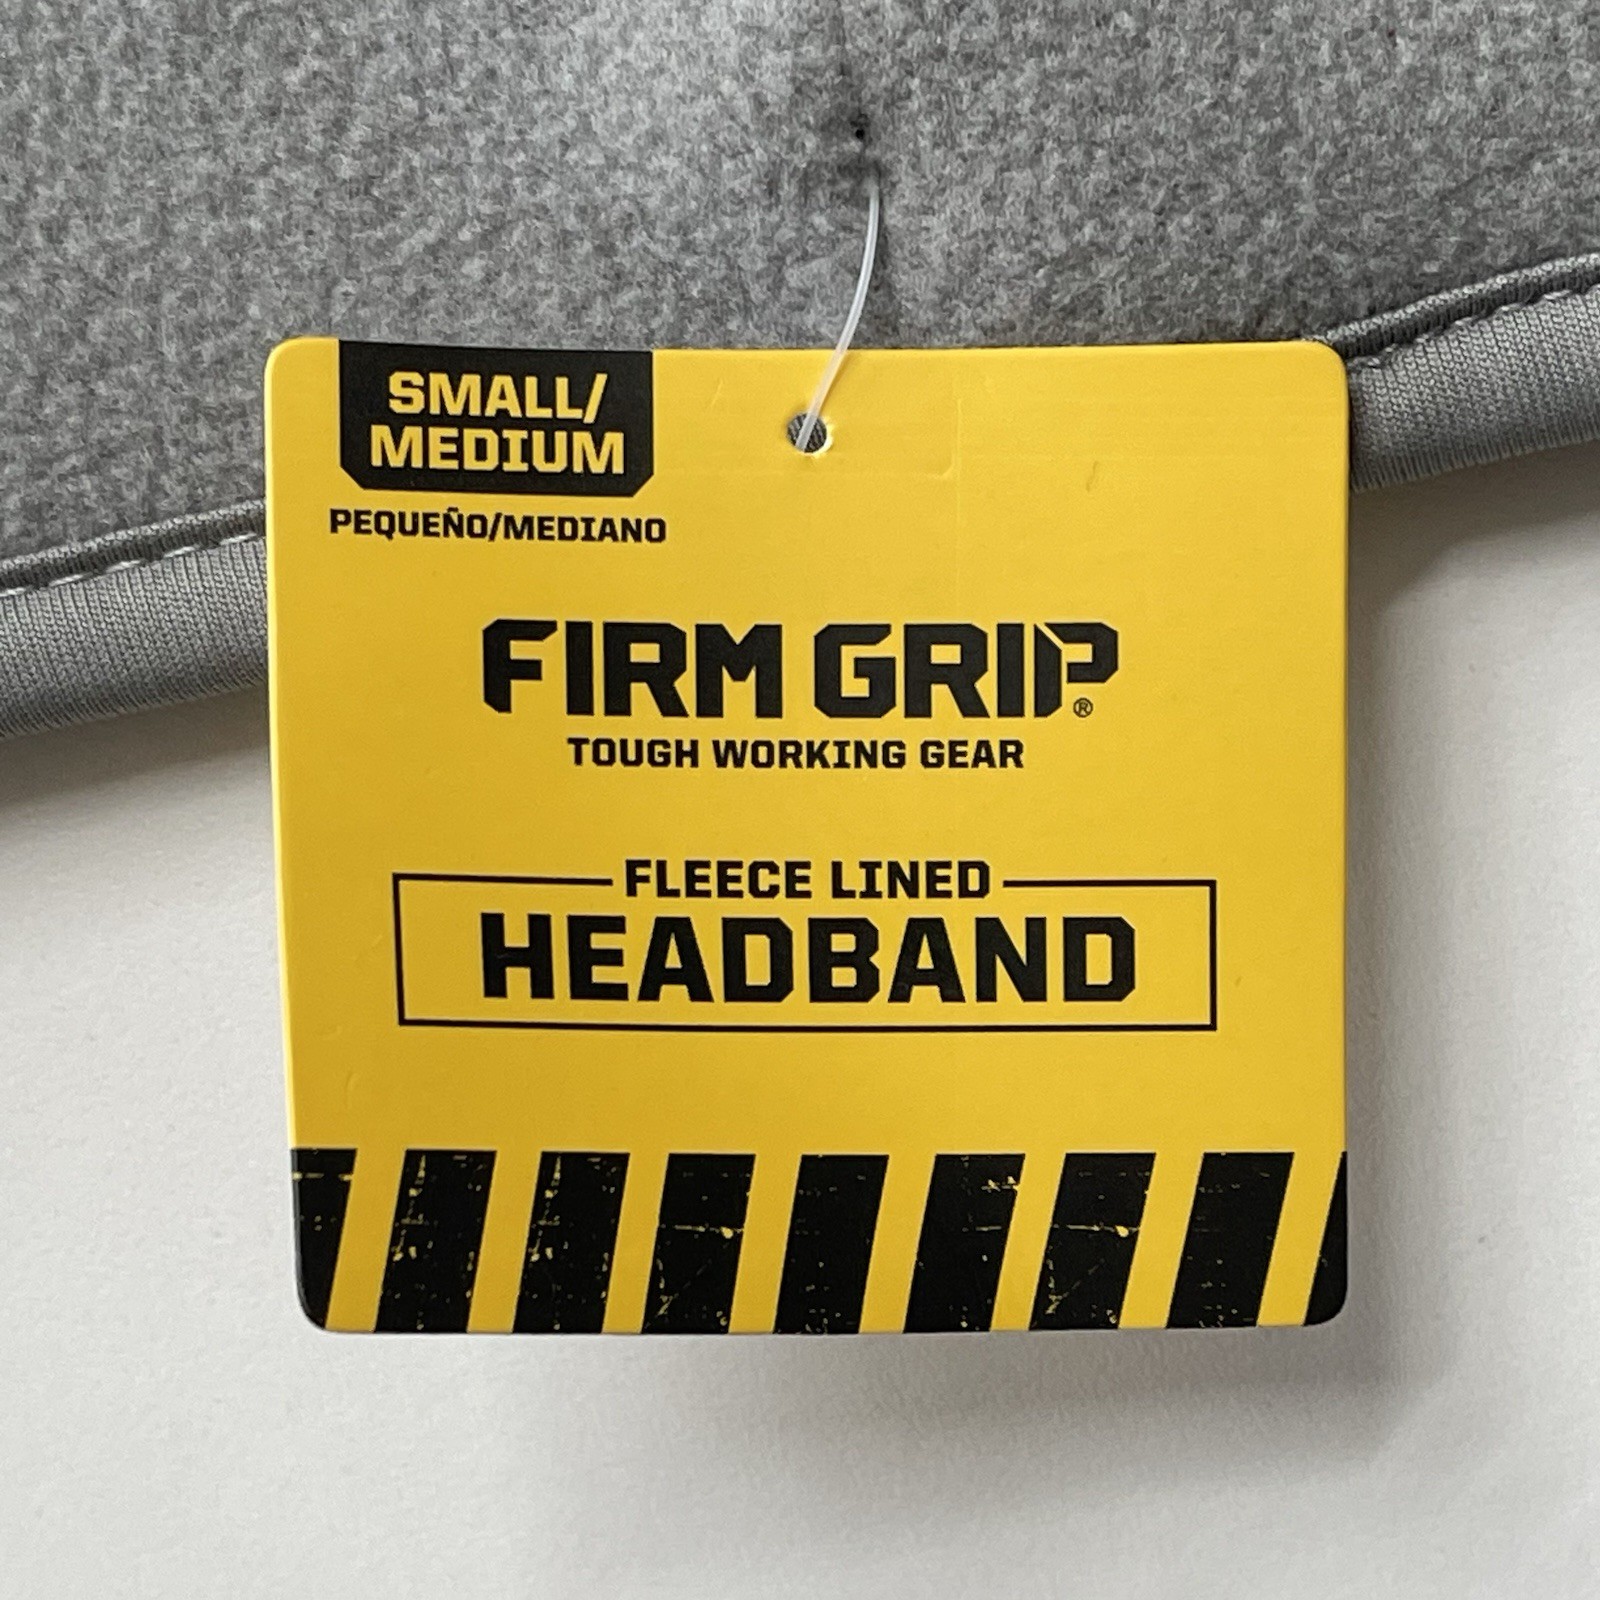 SMALL/
MEDIUM
PEQUEÑO/MEDIANO
FIRM GRIP®
TOUGH WORKING GEAR
FLEECE LINED
HEADBAND